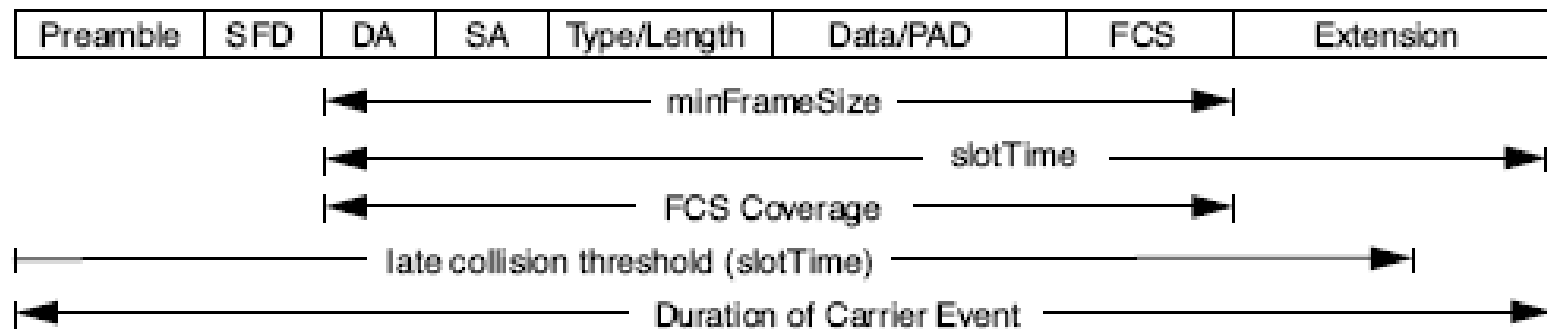 Preamble SFD DA SA Type/Length Data/PAD FCS Extension
minFrameSize
slotTime
FCS Coverage
late collision threshold (slotTime)
Duration of Carrier Event